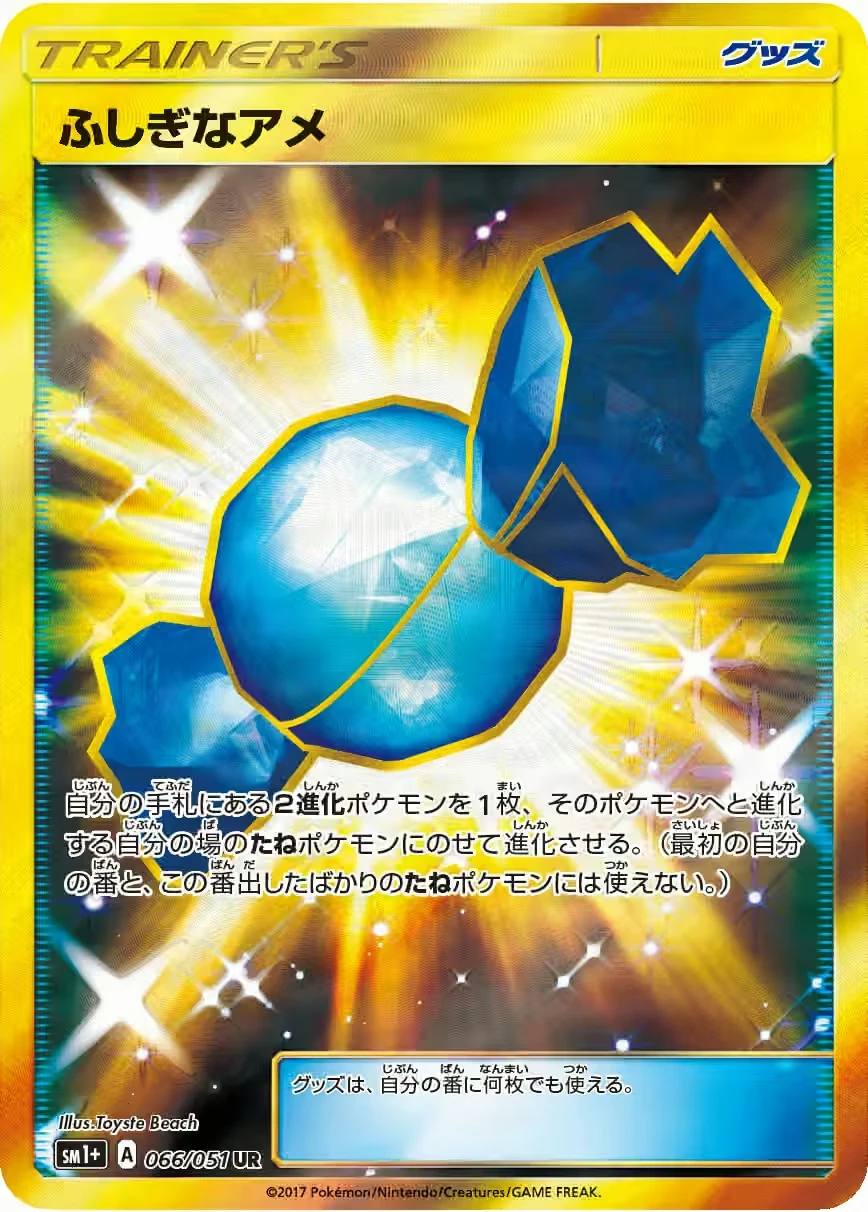 TRAINER'S
グッズ
ふしぎなアメ
自分の手札にある2進化ポケモンを1枚、そのポケモンへと進化
する自分の場のたねポケモンにのせて進化させる。（最初の自分
の番と、この番出したばかりのたねポケモンには使えない。）
グッズは、自分の番に何枚でも使える。
Illus.Toyste Beach
SM1+ A 066/051 UR
©2017 Pokémon/Nintendo/Creatures/GAME FREAK.